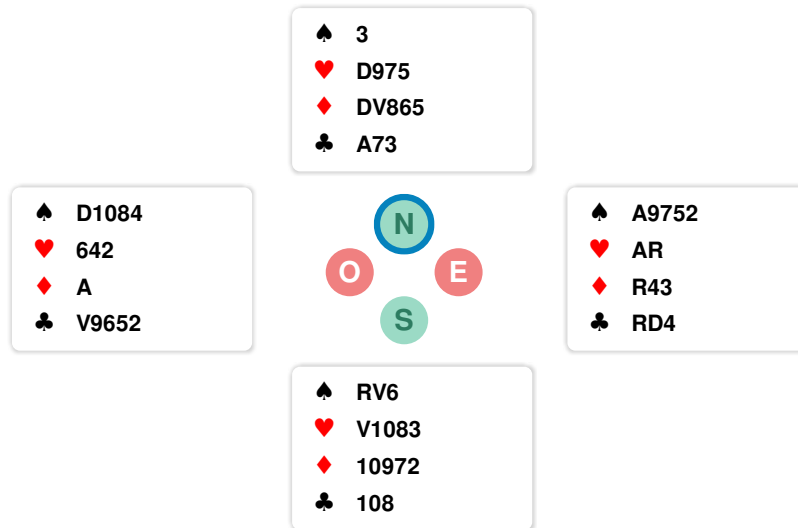 ♠ 3
♥ D975
♦ DV865
♣ A73
♠ D1084
♥ 642
♦ A
♣ V9652
N
O E
S
♠ A9752
♥ AR
♦ R43
♣ RD4
♠ RV6
♥ V1083
♦ 10972
♣ 108